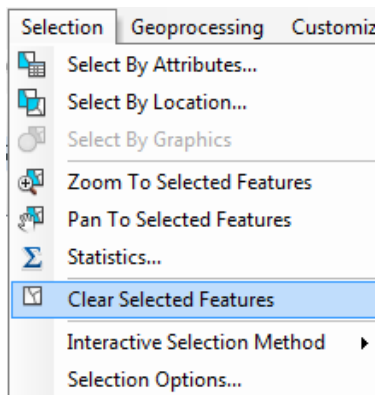 Selection Geoprocessing Customiz
Select By Attributes...
Select By Location...
Select By Graphics
Zoom To Selected Features
Pan To Selected Features
Statistics...
Clear Selected Features
Interactive Selection Method
Selection Options...